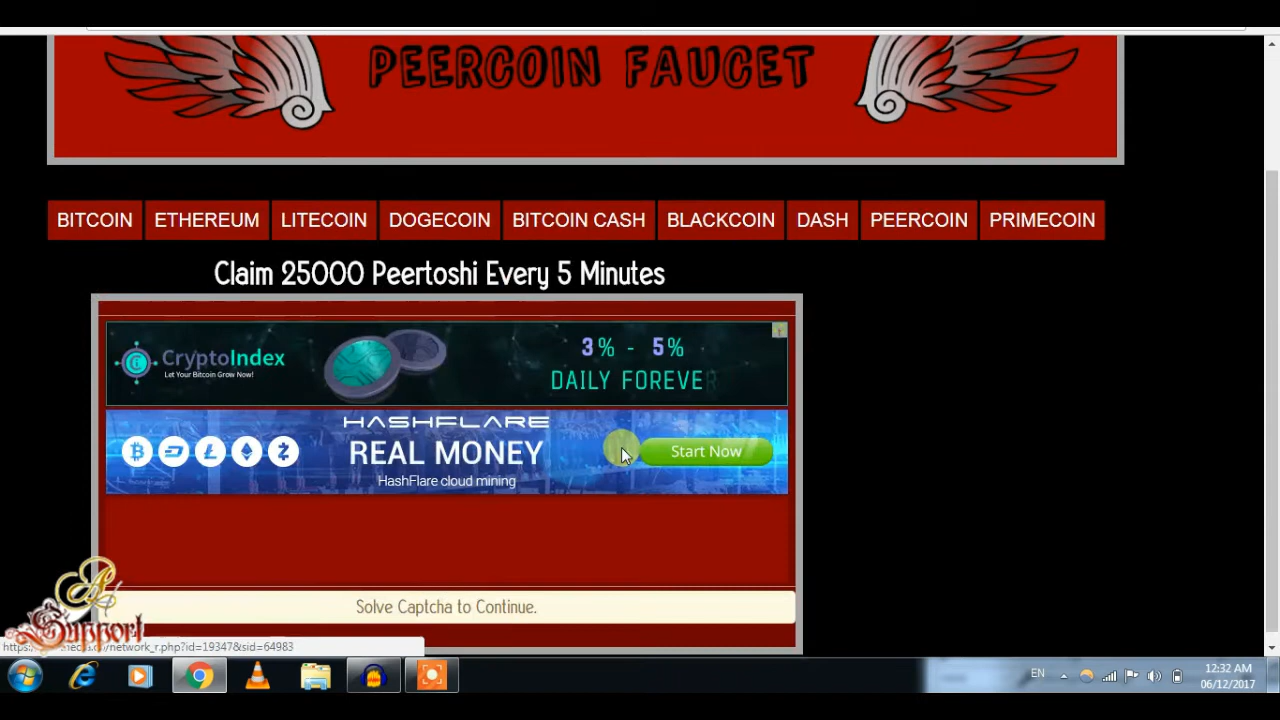 PEERCOIN FAUCET
BITCOIN ETHEREUM LITECOIN DOGECOIN BITCOIN CASH BLACKCOIN DASH PEERCOIN PRIMECOIN
Claim 25000 Peertoshi Every 5 Minutes
CryptoIndex
Let Your Bitcoin Grow Now!
3% - 5%
DAILY FOREVER
HASHFLARE
REAL MONEY
Start Now
HashFlare cloud mining
Solve Captcha to Continue.
A
Support
network_r.php?id=19347&sid=64983
EN
12:32 AM
06/12/2017